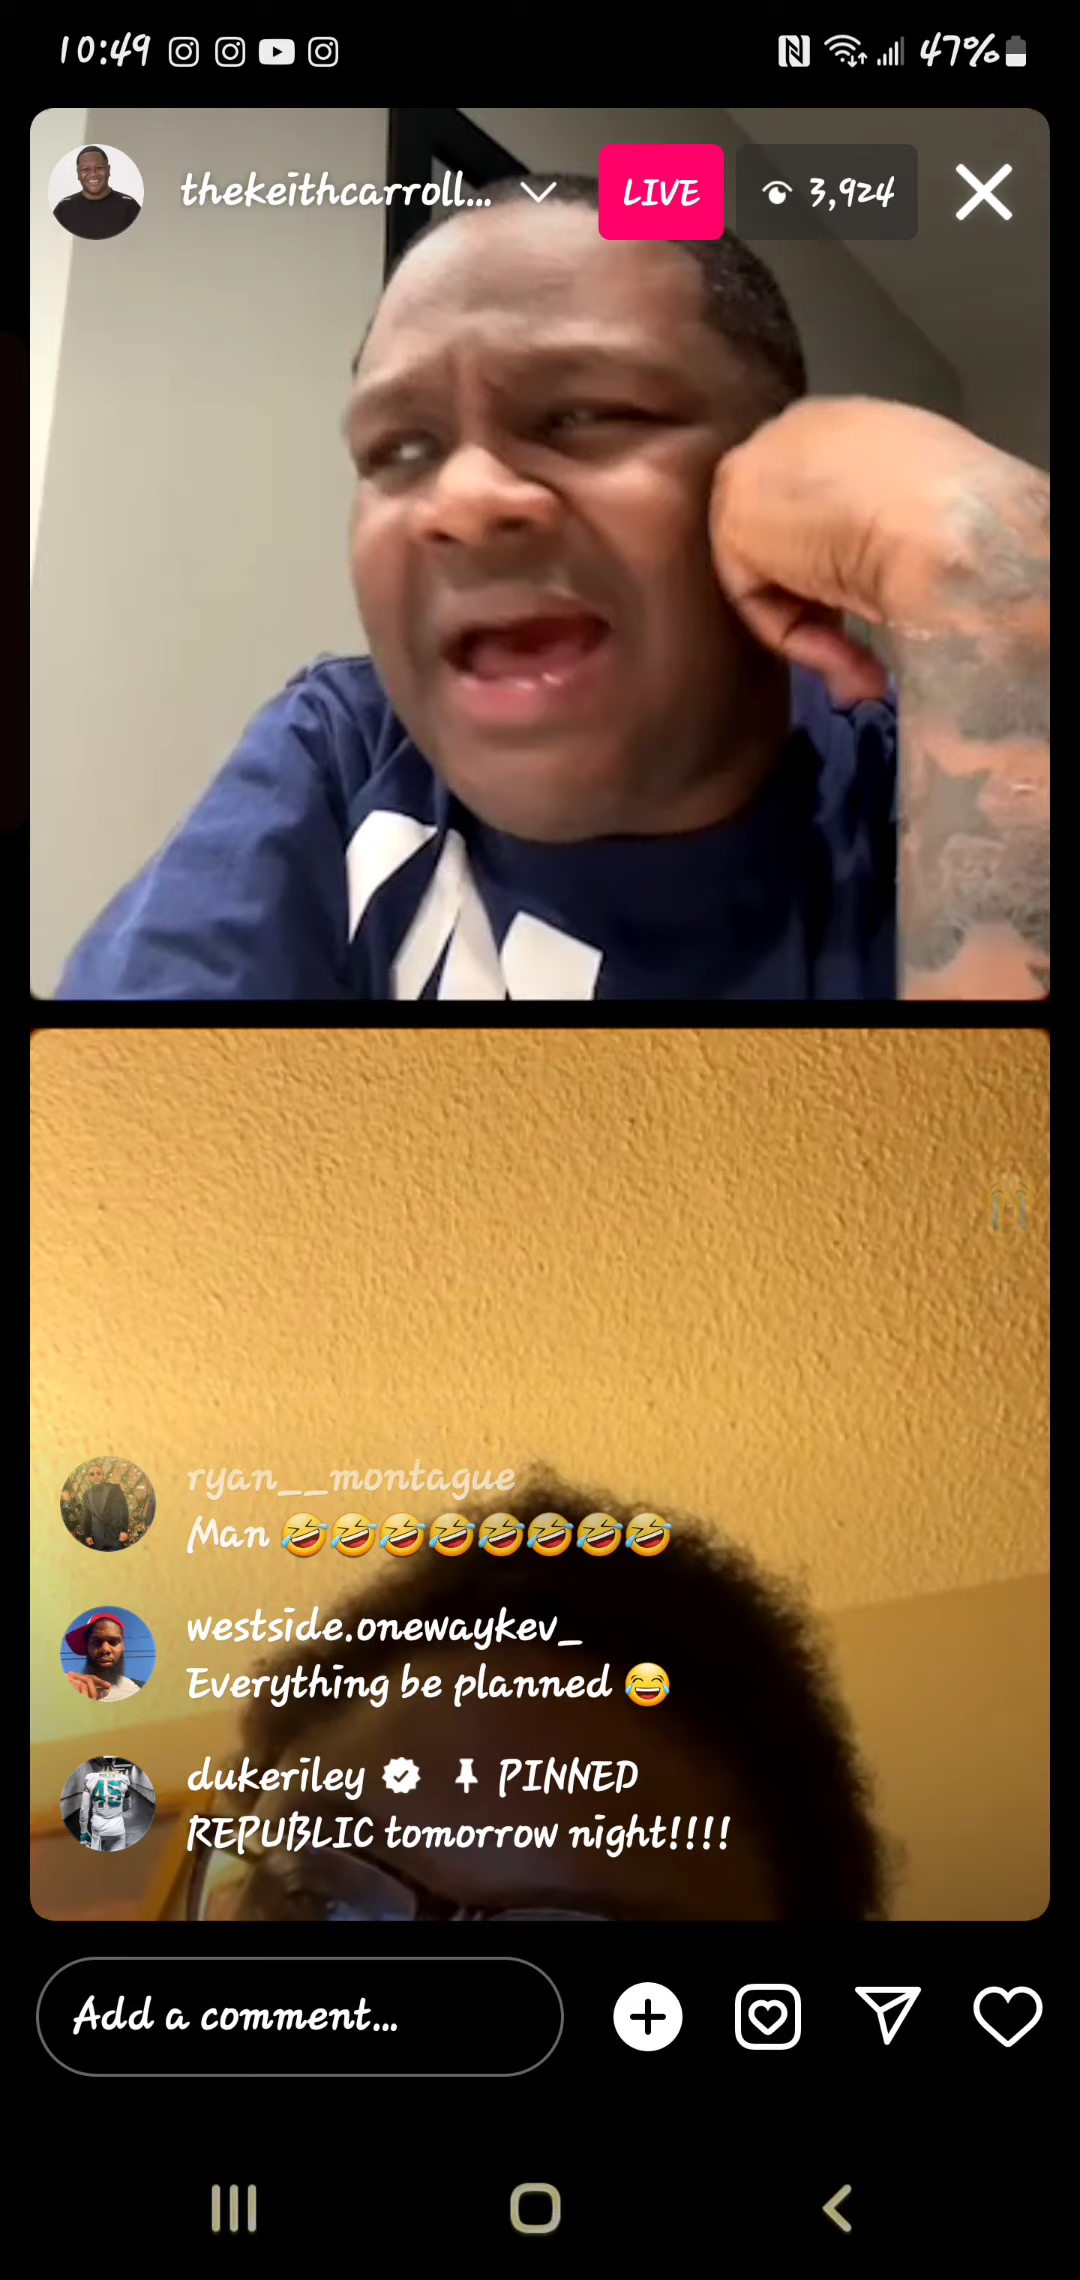 10:49
47%
thekeithcarroll...
LIVE
3,924
ryan__montague
Man 🤣🤣🤣🤣🤣🤣🤣🤣
westside.onewaykev_
Everything be planned 😂
dukeriley PINNED
REPUBLIC tomorrow night!!!!
Add a comment...